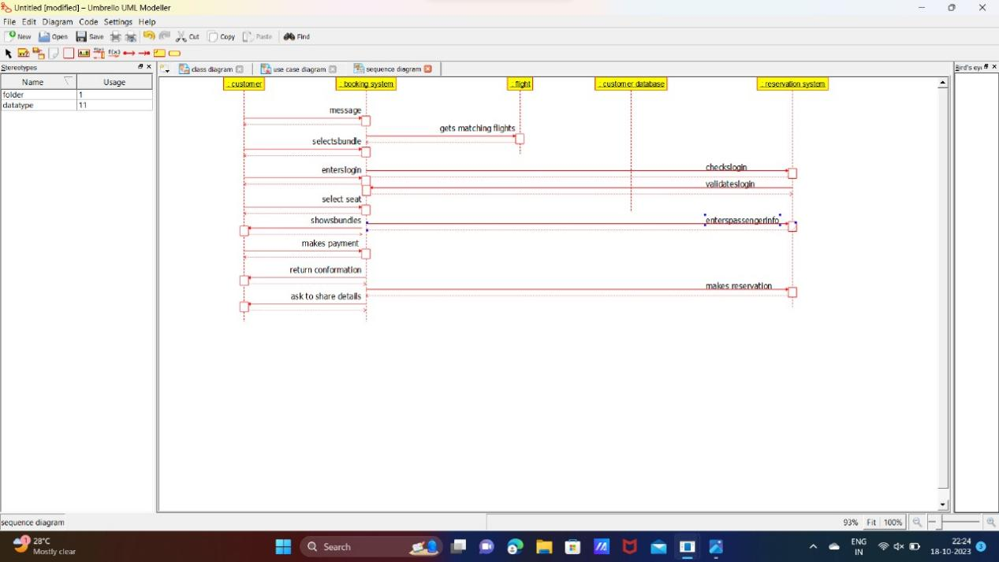 Untitled [modified] – Umbrello UML Modeller
File Edit Diagram Code Settings Help
New Open Save Cut Copy Paste Find
Stereotypes
Name Usage
folder 1
datatype 11
class diagram use case diagram sequence diagram
: customer : booking system : flight : customer database : reservation system
message
gets matching flights
selectsbundle
enterslogin checkslogin
validateslogin
select seat
showsbundles enterspassengerinfo
makes payment
return conformation
makes reservation
ask to share details
Bird's eye
sequence diagram 93% Fit 100%
1 28°C
Mostly clear
Search
ENG
IN
22:24
18-10-2023
3